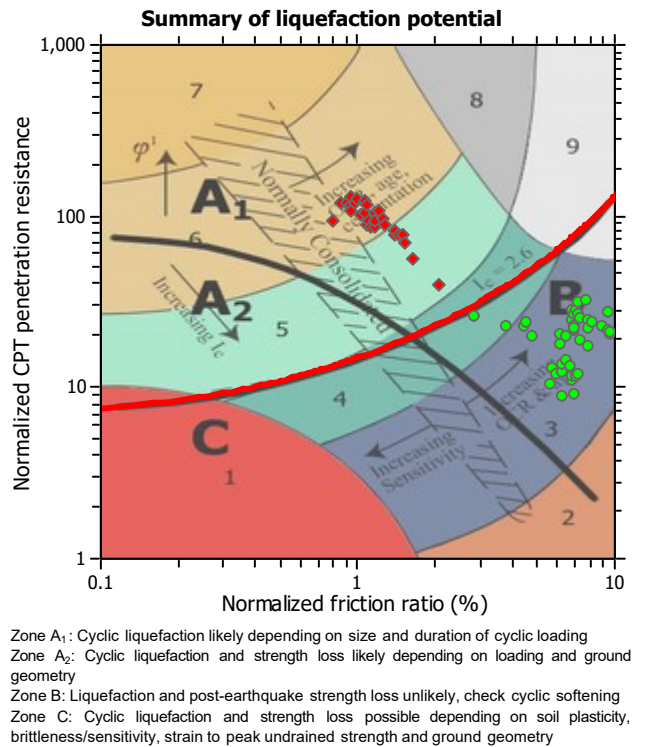 Summary of liquefaction potential
1,000
100
10
1
Normalized CPT penetration resistance
0.1
1
10
Normalized friction ratio (%)
7
8
9
φ'
A1
6
A2
5
4
C
1
B
3
2
Normally Consolidated
Increasing
age,
Increasing Ic
Ic = 2.6
Increasing
Increasing
Sensitivity
Zone A1: Cyclic liquefaction likely depending on size and duration of cyclic loading
Zone A2: Cyclic liquefaction and strength loss likely depending on loading and ground
geometry
Zone B: Liquefaction and post-earthquake strength loss unlikely, check cyclic softening
Zone C: Cyclic liquefaction and strength loss possible depending on soil plasticity,
brittleness/sensitivity, strain to peak undrained strength and ground geometry